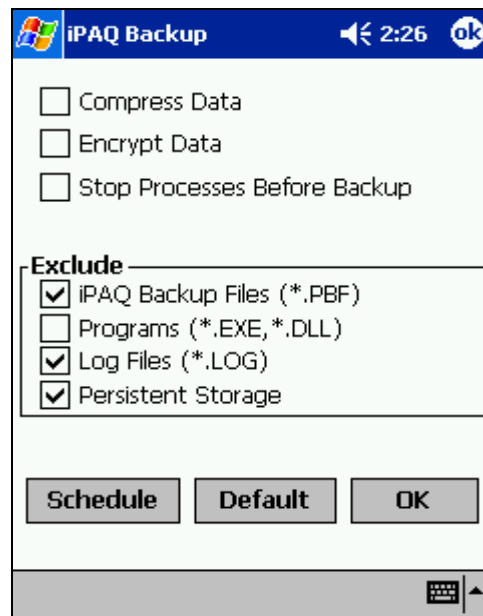 iPAQ Backup 2:26 ok
Compress Data
Encrypt Data
Stop Processes Before Backup
Exclude
iPAQ Backup Files (*.PBF)
Programs (*.EXE,*.DLL)
Log Files (*.LOG)
Persistent Storage
Schedule Default OK